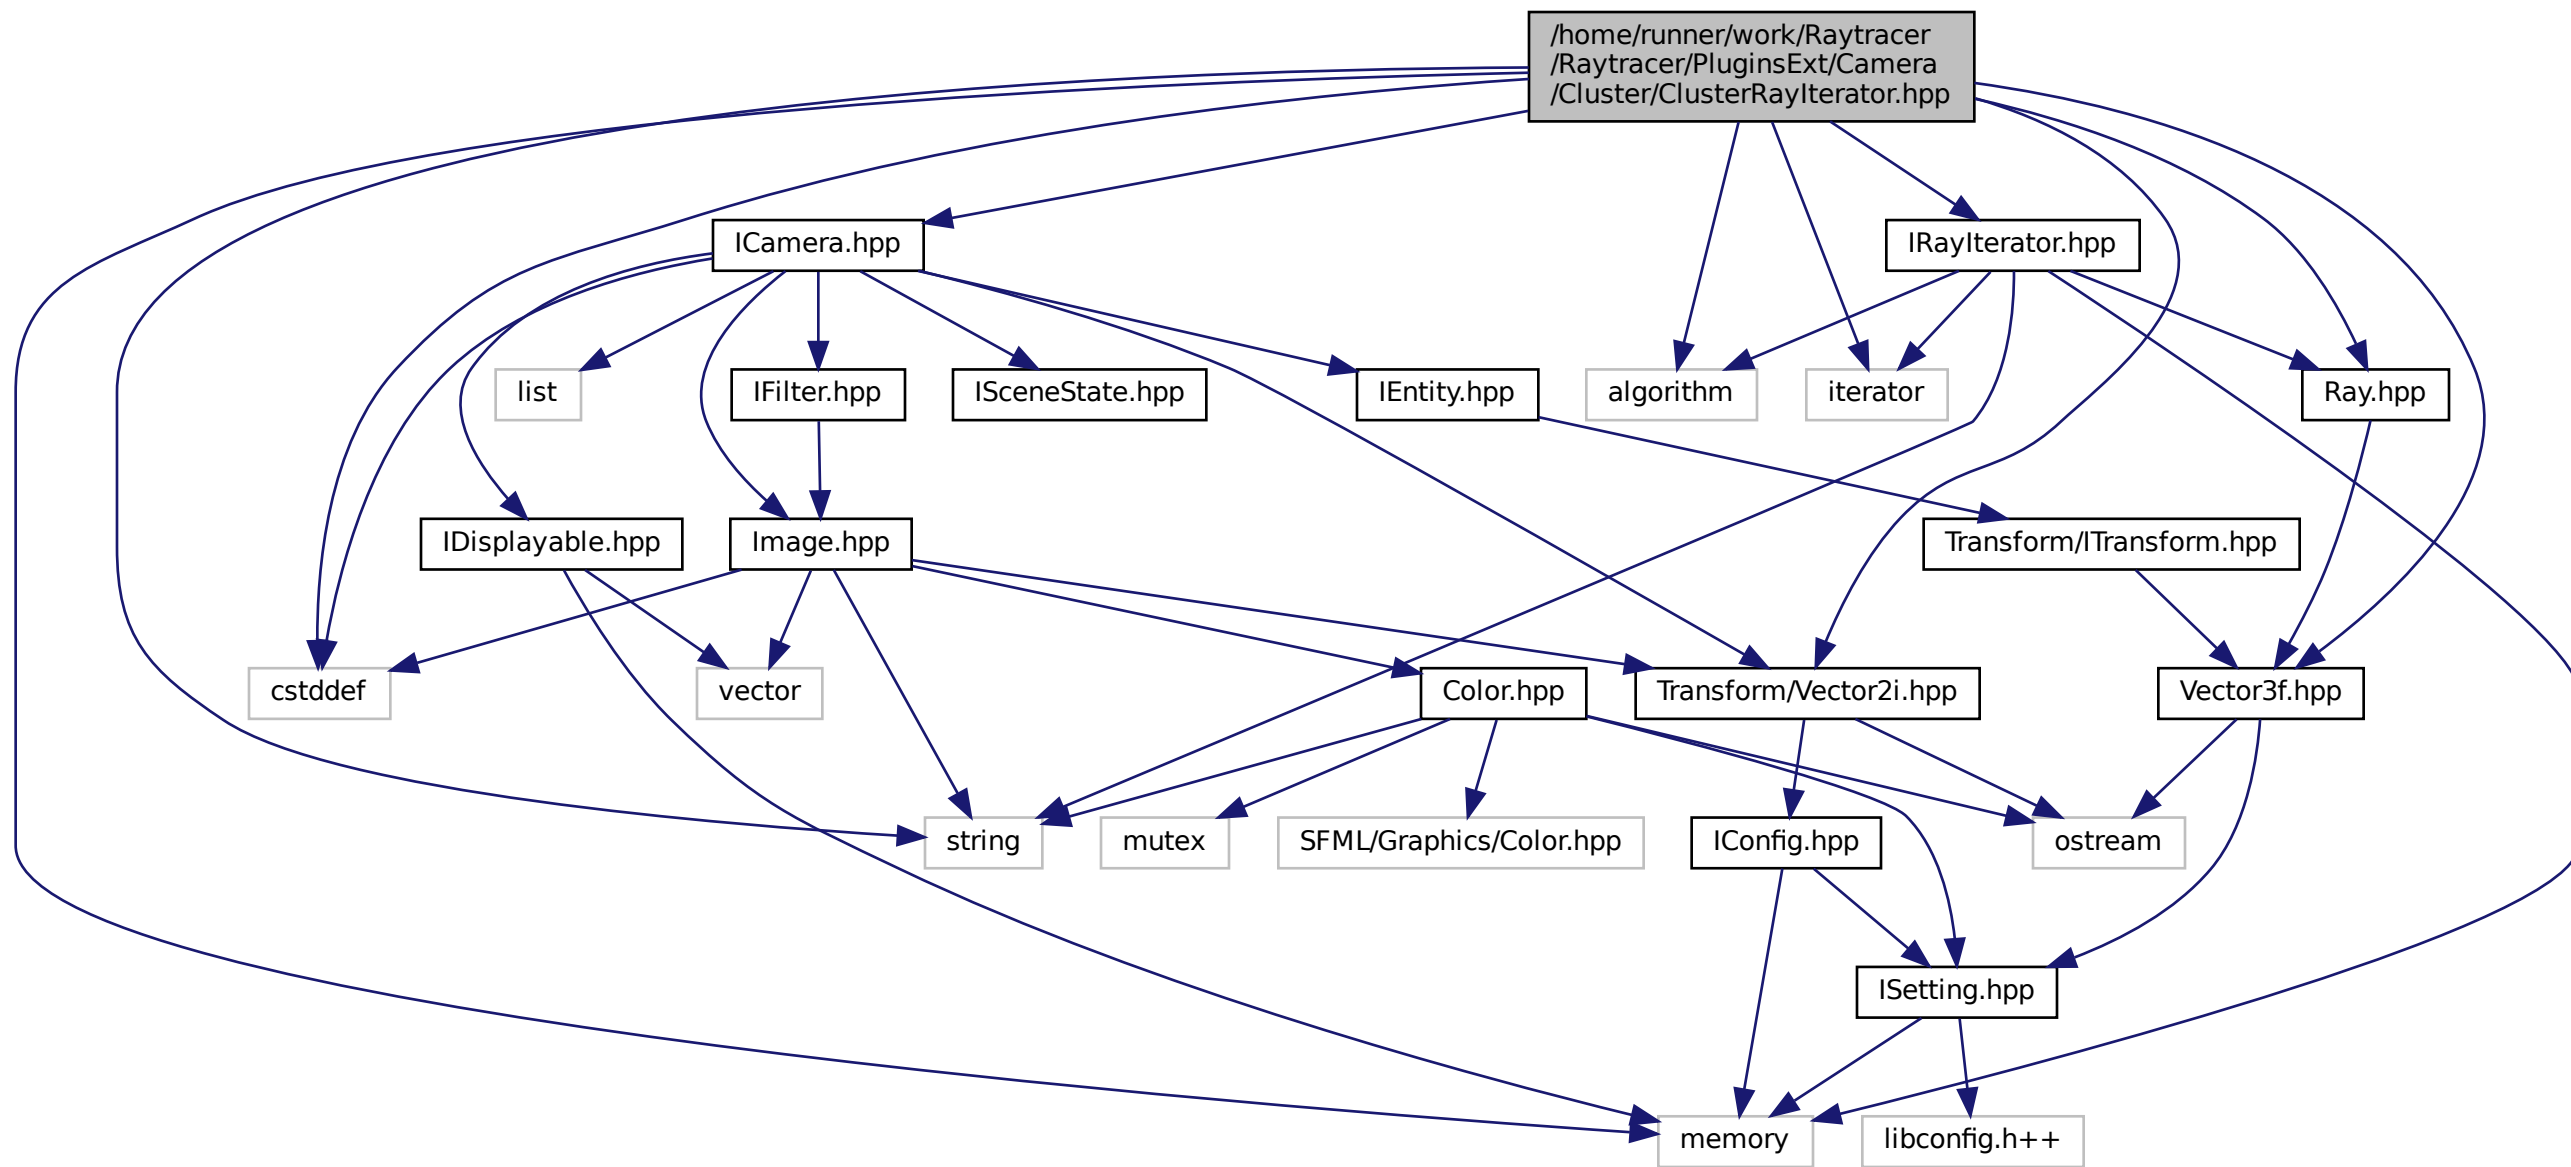 /home/runner/work/Raytracer
/Raytracer/PluginsExt/Camera
/Cluster/ClusterRayIterator.hpp
ICamera.hpp
IRayIterator.hpp
list
IFilter.hpp
ISceneState.hpp
IEntity.hpp
algorithm
iterator
Ray.hpp
IDisplayable.hpp
Image.hpp
Transform/ITransform.hpp
cstddef
vector
Color.hpp
Transform/Vector2i.hpp
Vector3f.hpp
string
mutex
SFML/Graphics/Color.hpp
IConfig.hpp
ostream
ISetting.hpp
memory
libconfig.h++